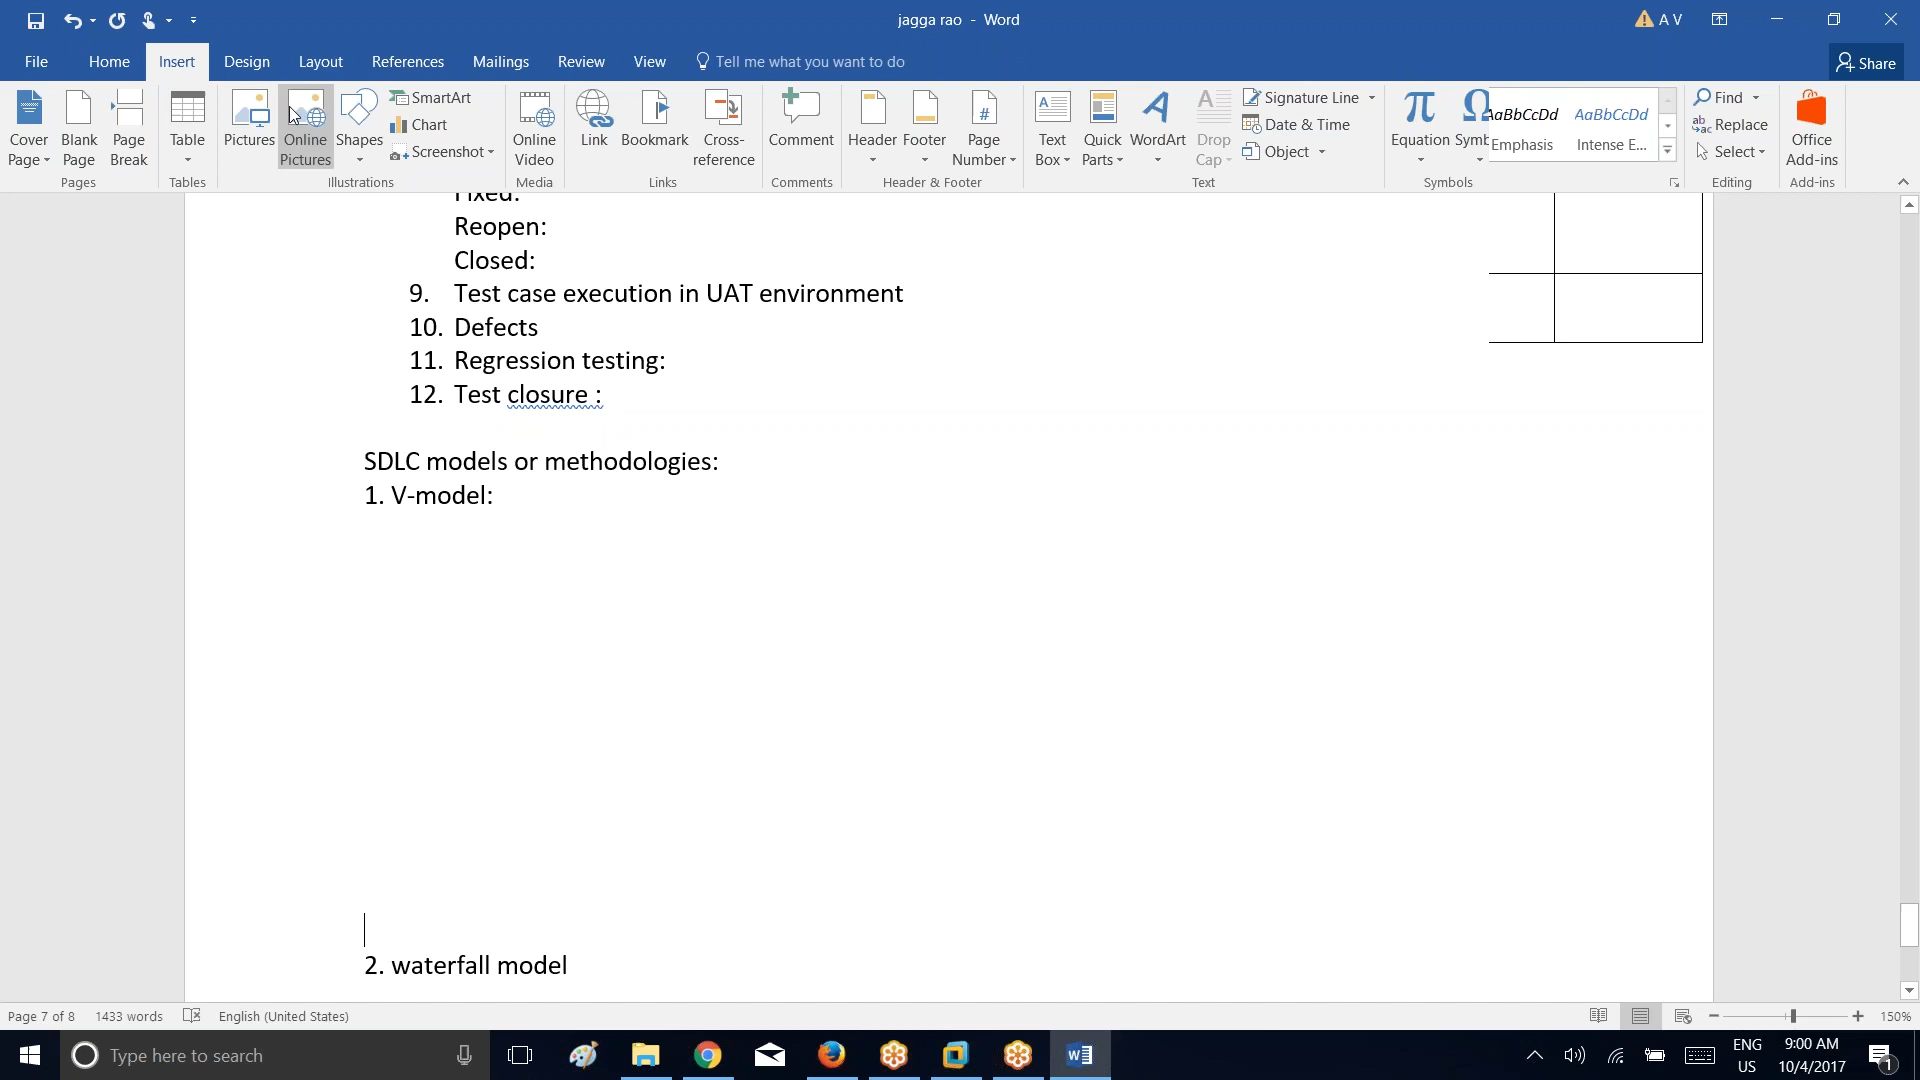 jagga rao - Word
A V
File Home Insert Design Layout References Mailings Review View Tell me what you want to do
Share
Cover Page
Blank Page
Page Break
Pages
Table
Tables
Pictures
Online Pictures
Shapes
SmartArt
Chart
Screenshot
Illustrations
Online Video
Media
Link
Bookmark
Cross-reference
Links
Comment
Comments
Header
Footer
Page Number
Header & Footer
Text Box
Quick Parts
WordArt
Drop Cap
Signature Line
Date & Time
Object
Text
Equation
Symb
Symbols
AaBbCcDd
Emphasis
AaBbCcDd
Intense E...
Find
Replace
Select
Editing
Office Add-ins
Add-ins
Fixed:
Reopen:
Closed:
9. Test case execution in UAT environment
10. Defects
11. Regression testing:
12. Test closure :
SDLC models or methodologies:
1. V-model:
2. waterfall model
Page 7 of 8 1433 words English (United States)
150%
Type here to search
ENG
US
9:00 AM
10/4/2017
1